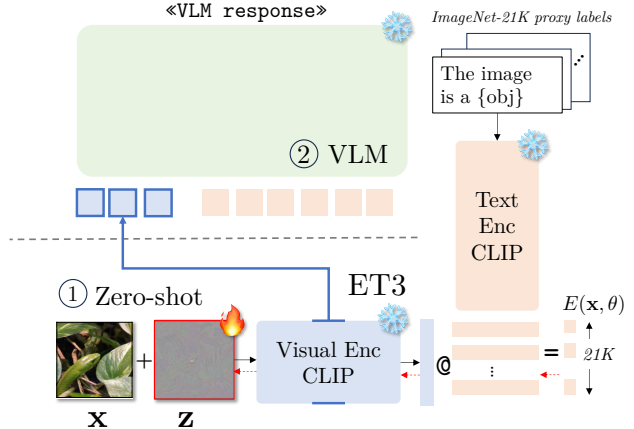 «VLM response»
ImageNet-21K proxy labels
The image
is a {obj}
② VLM
Text
Enc
CLIP
① Zero-shot
ET3
E(x, θ)
Visual Enc
CLIP
+
@
=
21K
...
x
z